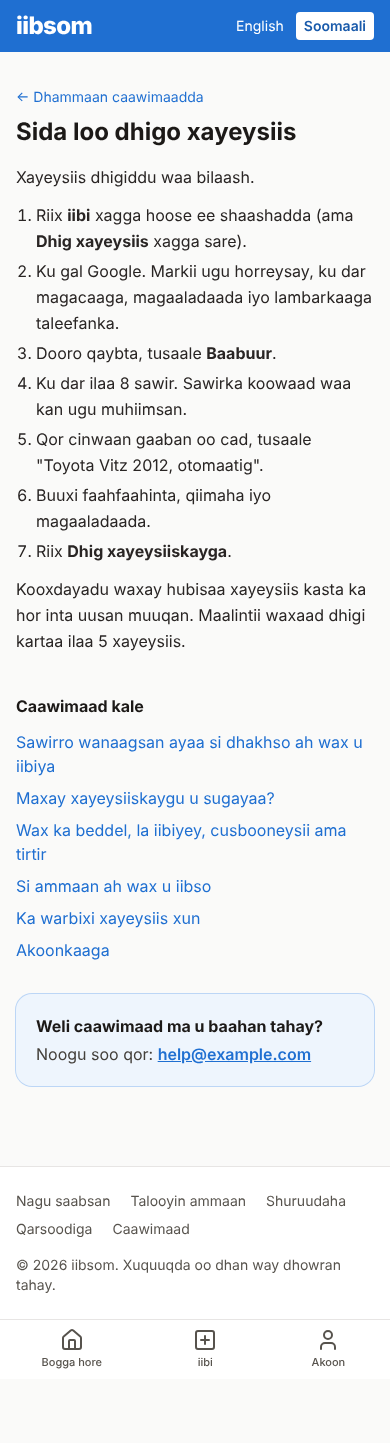 iibsom
English
Soomaali
← Dhammaan caawimaadda
Sida loo dhigo xayeysiis
Xayeysiis dhigiddu waa bilaash.
1. Riix iibi xagga hoose ee shaashadda (ama
Dhig xayeysiis xagga sare).
2. Ku gal Google. Markii ugu horreysay, ku dar
magacaaga, magaaladaada iyo lambarkaaga
taleefanka.
3. Dooro qaybta, tusaale Baabuur.
4. Ku dar ilaa 8 sawir. Sawirka koowaad waa
kan ugu muhiimsan.
5. Qor cinwaan gaaban oo cad, tusaale
"Toyota Vitz 2012, otomaatig".
6. Buuxi faahfaahinta, qiimaha iyo
magaaladaada.
7. Riix Dhig xayeysiiskayga.
Kooxdayadu waxay hubisaa xayeysiis kasta ka
hor inta uusan muuqan. Maalintii waxaad dhigi
kartaa ilaa 5 xayeysiis.
Caawimaad kale
Sawirro wanaagsan ayaa si dhakhso ah wax u
iibiya
Maxay xayeysiiskaygu u sugayaa?
Wax ka beddel, la iibiyey, cusbooneysii ama
tirtir
Si ammaan ah wax u iibso
Ka warbixi xayeysiis xun
Akoonkaaga
Weli caawimaad ma u baahan tahay?
Noogu soo qor: help@example.com
Nagu saabsan
Talooyin ammaan
Shuruudaha
Qarsoodiga
Caawimaad
© 2026 iibsom. Xuquuqda oo dhan way dhowran
tahay.
Bogga hore
iibi
Akoon